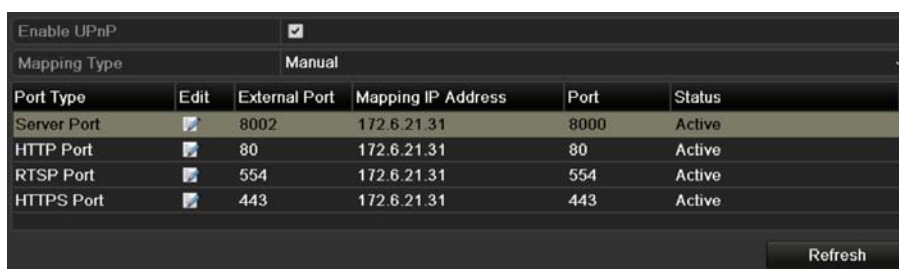 Enable UPnP
Mapping Type Manual
Port Type Edit External Port Mapping IP Address Port Status
Server Port 8002 172.6.21.31 8000 Active
HTTP Port 80 172.6.21.31 80 Active
RTSP Port 554 172.6.21.31 554 Active
HTTPS Port 443 172.6.21.31 443 Active
Refresh